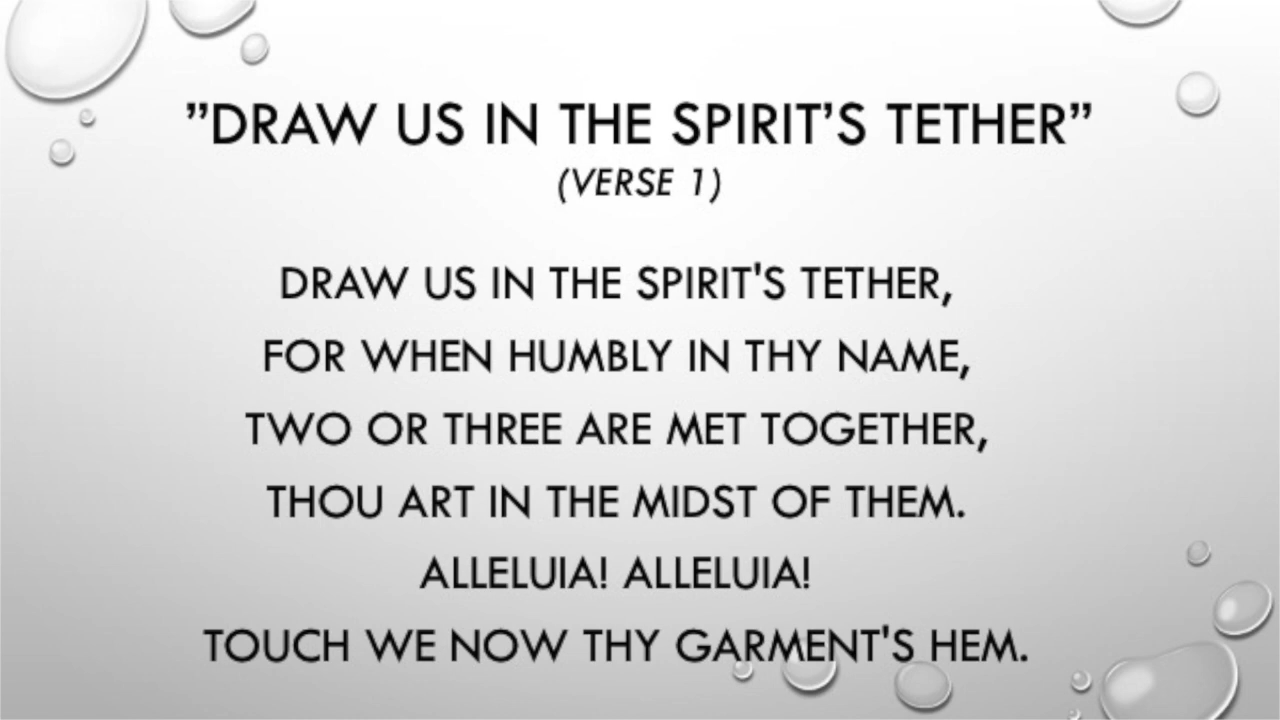 ”DRAW US IN THE SPIRIT’S TETHER”
(VERSE 1)
DRAW US IN THE SPIRIT'S TETHER,
FOR WHEN HUMBLY IN THY NAME,
TWO OR THREE ARE MET TOGETHER,
THOU ART IN THE MIDST OF THEM.
ALLELUIA! ALLELUIA!
TOUCH WE NOW THY GARMENT'S HEM.